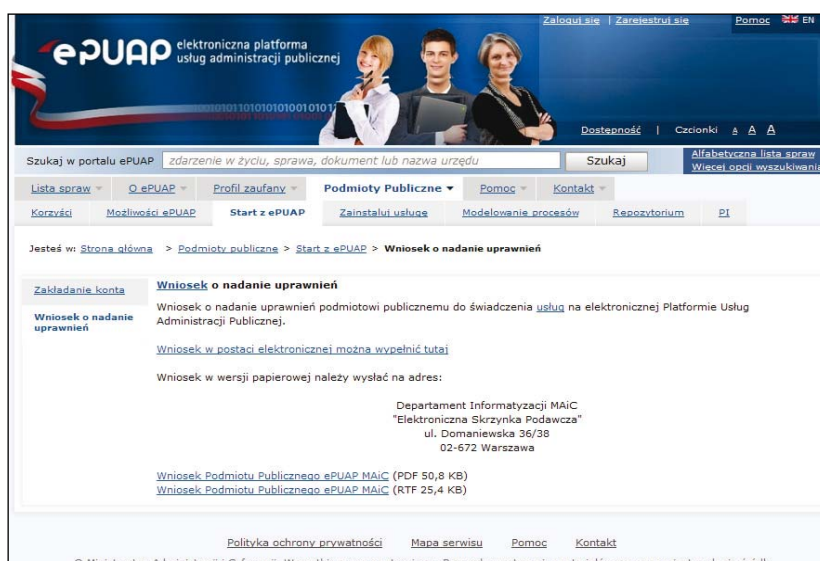 Zaloguj się | Zarejestruj się Pomoc EN
ePUAP elektroniczna platforma
usług administracji publicznej
Dostępność | Czcionki A A A
Szukaj w portalu ePUAP zdarzenie w życiu, sprawa, dokument lub nazwa urzędu Szukaj Alfabetyczna lista spraw
Więcej opcji wyszukiwania
Lista spraw O ePUAP Profil zaufany Podmioty Publiczne Pomoc Kontakt
Korzyści Możliwości ePUAP Start z ePUAP Zainstaluj usługę Modelowanie procesów Repozytorium PI
Jesteś w: Strona główna > Podmioty publiczne > Start z ePUAP > Wniosek o nadanie uprawnień
Zakładanie konta
Wniosek o nadanie
uprawnień
Wniosek o nadanie uprawnień
Wniosek o nadanie uprawnień podmiotowi publicznemu do świadczenia usług na elektronicznej Platformie Usług
Administracji Publicznej.
Wniosek w postaci elektronicznej można wypełnić tutaj
Wniosek w wersji papierowej należy wysłać na adres:
Departament Informatyzacji MAiC
"Elektroniczna Skrzynka Podawcza"
ul. Domaniewska 36/38
02-672 Warszawa
Wniosek Podmiotu Publicznego ePUAP MAiC (PDF 50,8 KB)
Wniosek Podmiotu Publicznego ePUAP MAiC (RTF 25,4 KB)
Polityka ochrony prywatności Mapa serwisu Pomoc Kontakt